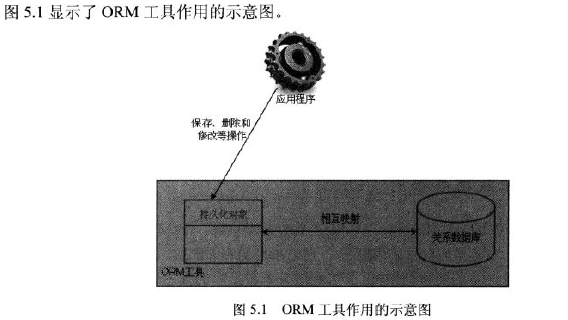 图 5.1 显示了 ORM 工具作用的示意图。
应用程序
保存、删除和
修改等操作
持久化对象
相互映射
关系数据库
ORM工具
图 5.1 ORM 工具作用的示意图